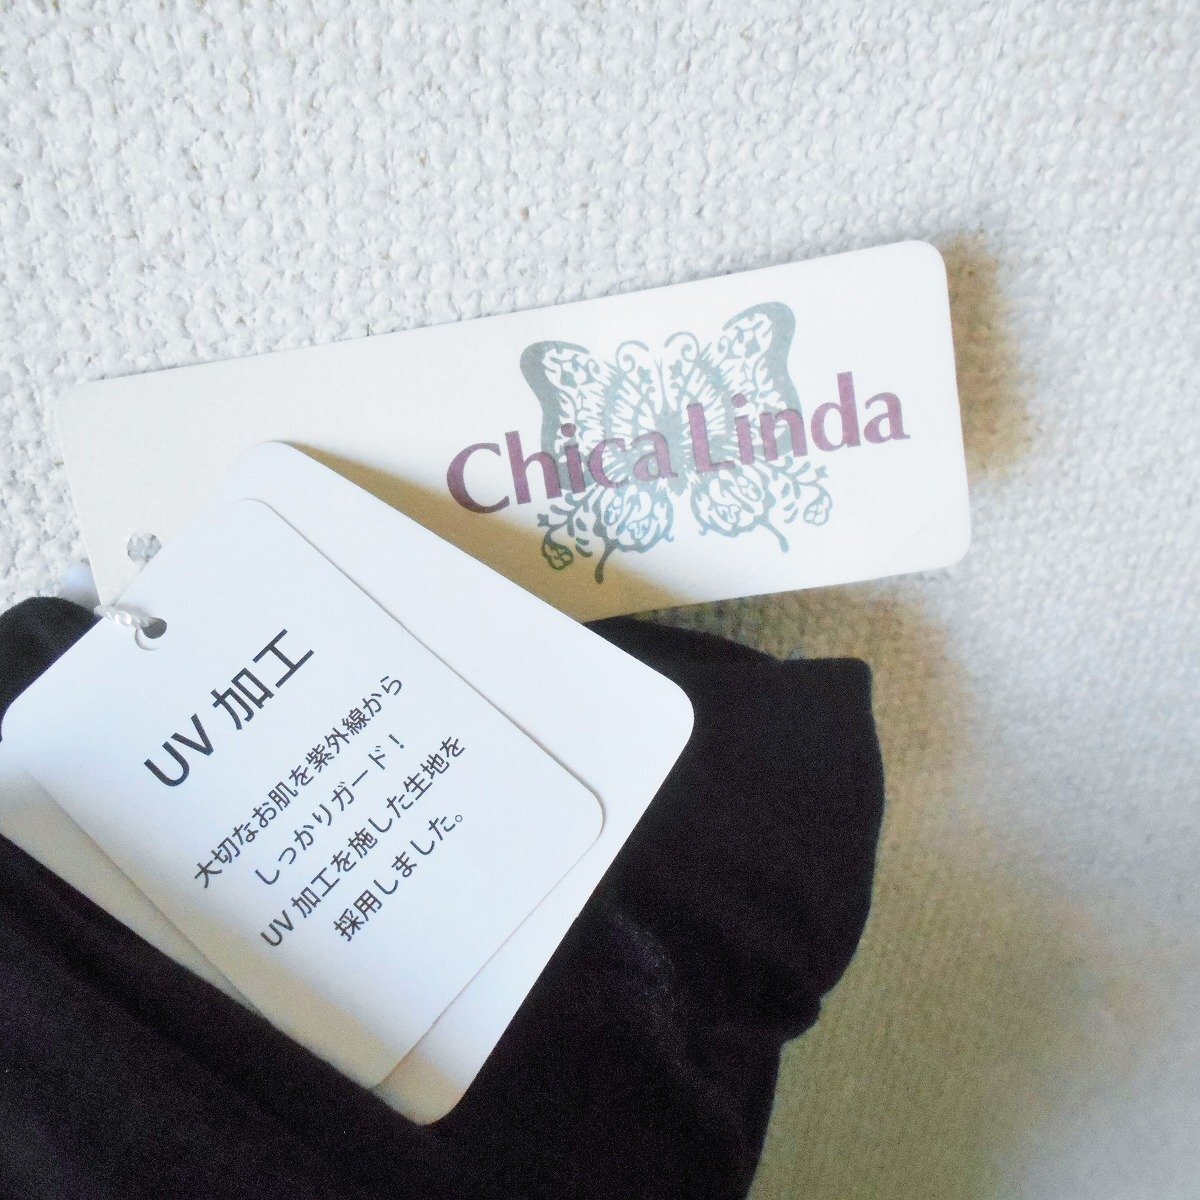 Chica Linda
UV 加工
大切なお肌を紫外線から
しっかりガード！
UV 加工を施した生地を
採用しました。